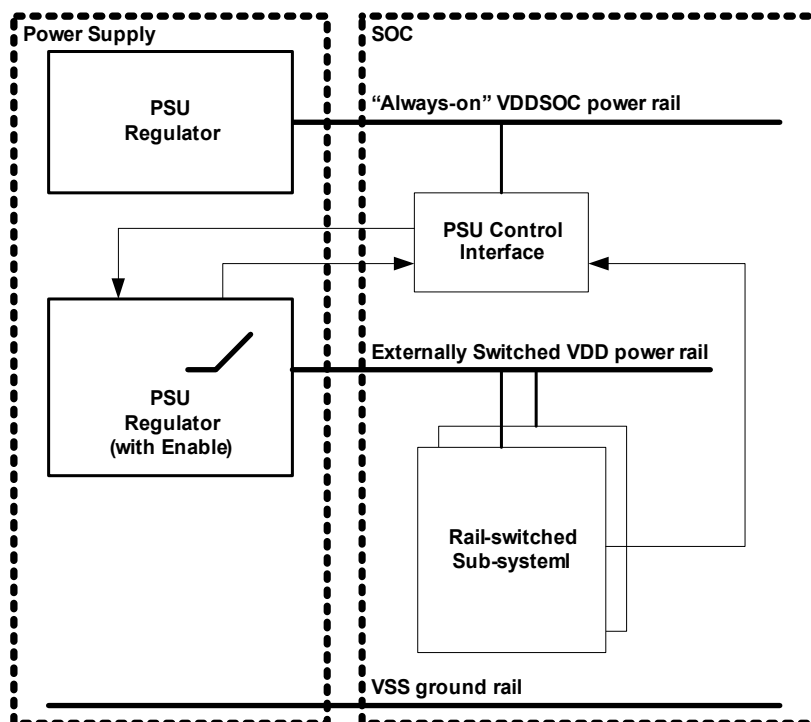 Power Supply
SOC
PSU
Regulator
“Always-on” VDDSOC power rail
PSU Control
Interface
Externally Switched VDD power rail
PSU
Regulator
(with Enable)
Rail-switched
Sub-systeml
VSS ground rail